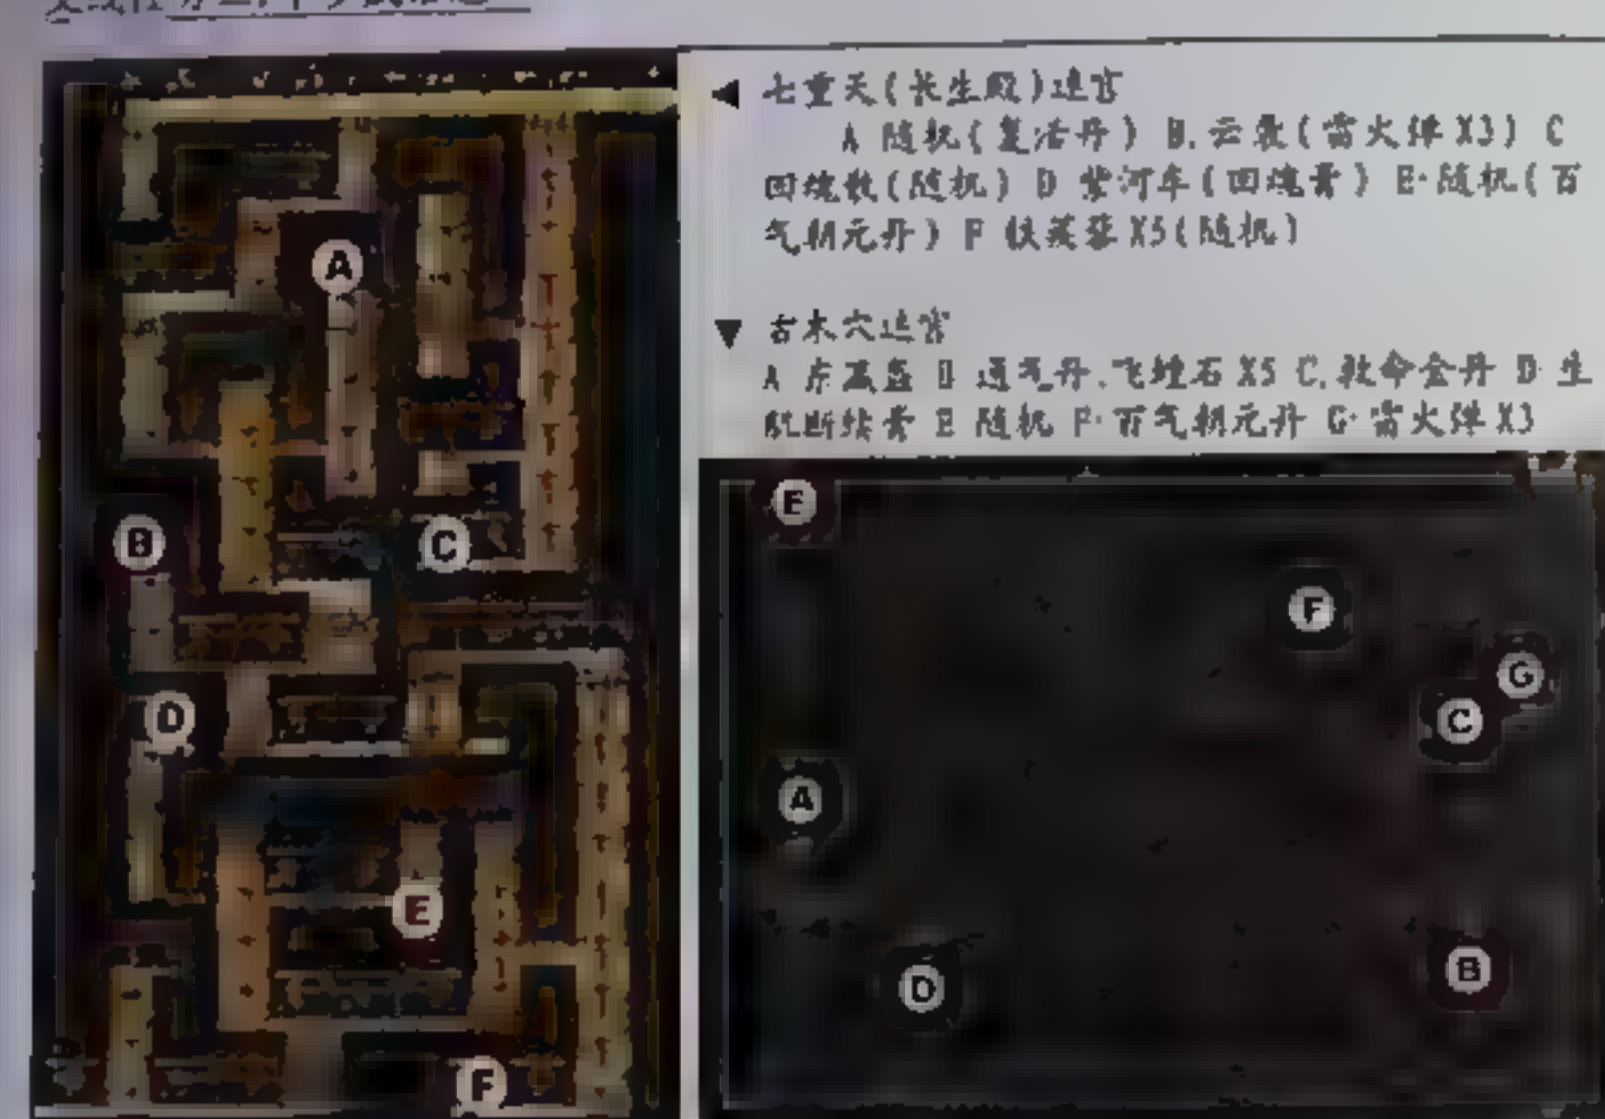 七重天(长生殿)迷宫
A 随机(复活丹) B.云袋(雷火弹X3) C
回魂散(随机) D 紫河车(回魂膏) E·随机(百
气朝元丹) F 铁蒺藜X5(随机)
古木穴迷宫
A B 通气丹、飞蝗石X5 C.救命金丹 D·生
肌断续膏 E 随机 F·百气朝元丹 G·雷火弹X3
A
B
C
D
E
F
E
F
G
C
A
D
B